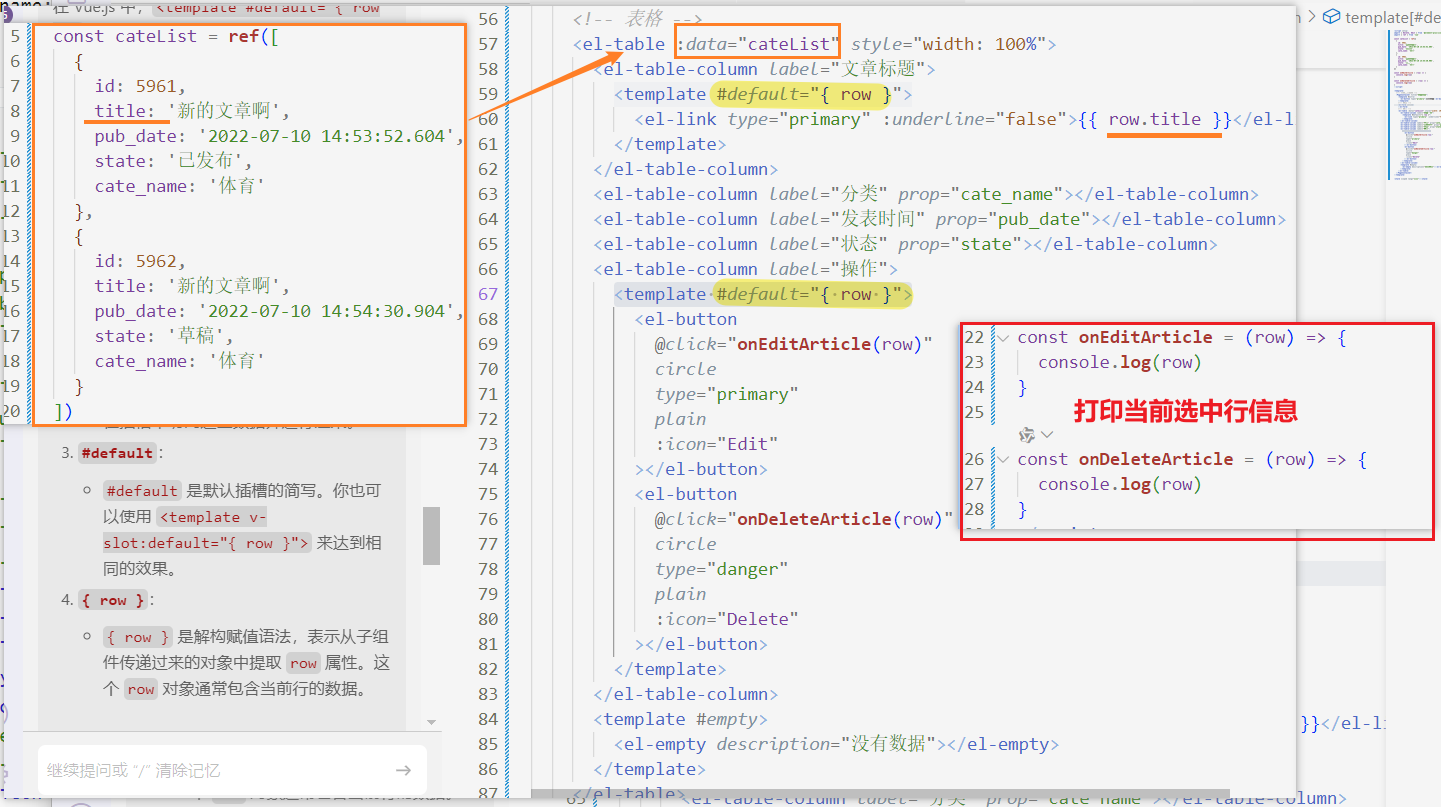 name:
在 Vue.js 中，<template #default="{ row
5 const cateList = ref([
6 {
7 id: 5961,
8 title: '新的文章啊',
9 pub_date: '2022-07-10 14:53:52.604',
10 state: '已发布',
11 cate_name: '体育'
12 },
13 {
14 id: 5962,
15 title: '新的文章啊',
16 pub_date: '2022-07-10 14:54:30.904',
17 state: '草稿',
18 cate_name: '体育'
19 }
20 ])
3. #default：
#default 是默认插槽的简写。你也可
以使用 <template v-
slot:default="{ row }"> 来达到相
同的效果。
4. { row }：
{ row } 是解构赋值语法，表示从子组
件传递过来的对象中提取 row 属性。这
个 row 对象通常包含当前行的数据。
继续提问或 “/” 清除记忆
56 <!-- 表格 -->
57 <el-table :data="cateList" style="width: 100%">
58 <el-table-column label="文章标题">
59 <template #default="{ row }">
60 <el-link type="primary" :underline="false">{{ row.title }}</el-l
61 </template>
62 </el-table-column>
63 <el-table-column label="分类" prop="cate_name"></el-table-column>
64 <el-table-column label="发表时间" prop="pub_date"></el-table-column>
65 <el-table-column label="状态" prop="state"></el-table-column>
66 <el-table-column label="操作">
67 <template #default="{ row }">
68 <el-button
69 @click="onEditArticle(row)"
70 circle
71 type="primary"
72 plain
73 :icon="Edit"
74 ></el-button>
75 <el-button
76 @click="onDeleteArticle(row)"
77 circle
78 type="danger"
79 plain
80 :icon="Delete"
81 ></el-button>
82 </template>
83 </el-table-column>
84 <template #empty>
85 <el-empty description="没有数据"></el-empty>
86 </template>
87 </el-table>
22 const onEditArticle = (row) => {
23 console.log(row)
24 }
25
打印当前选中行信息
26 const onDeleteArticle = (row) => {
27 console.log(row)
28 }
template[#de
}}</el-li
<el-table-column label="分类" prop="cate_name"></el-table-column>